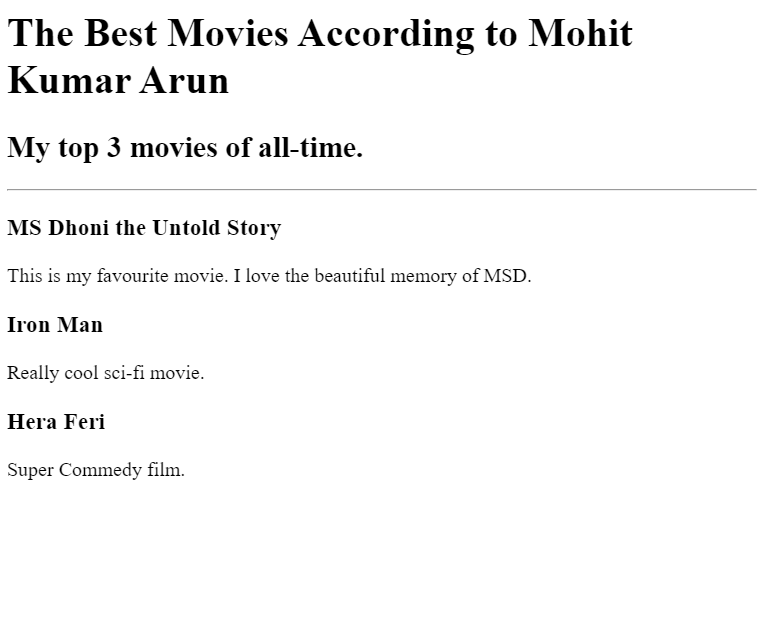 The Best Movies According to Mohit
Kumar Arun
My top 3 movies of all-time.
MS Dhoni the Untold Story
This is my favourite movie. I love the beautiful memory of MSD.
Iron Man
Really cool sci-fi movie.
Hera Feri
Super Commedy film.